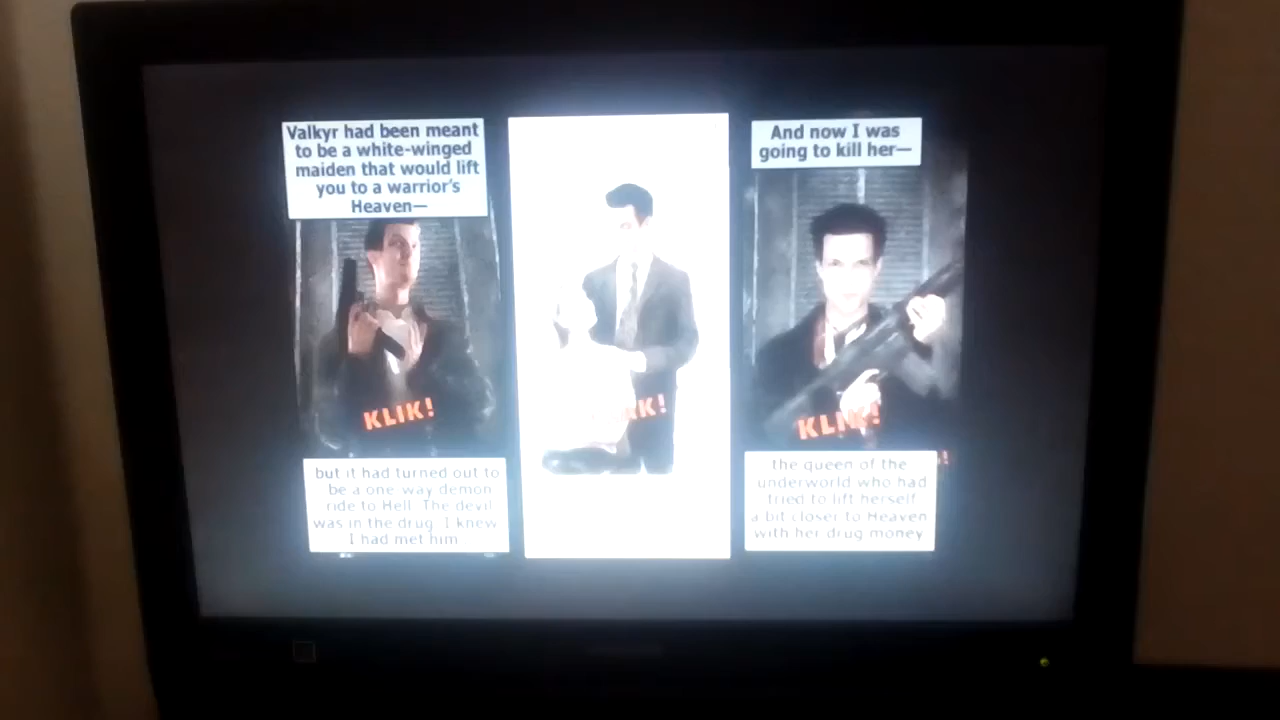 Valkyr had been meant
to be a white-winged
maiden that would lift
you to a warrior's
Heaven—
KLIK!
but it had turned out to
be a one-way demon
ride to Hell. The devil
was in the drug. I knew
I had met him
And now I was
going to kill her—
KLIK!
the queen of the
underworld who had
tried to lift herself
a bit closer to Heaven
with her drug money